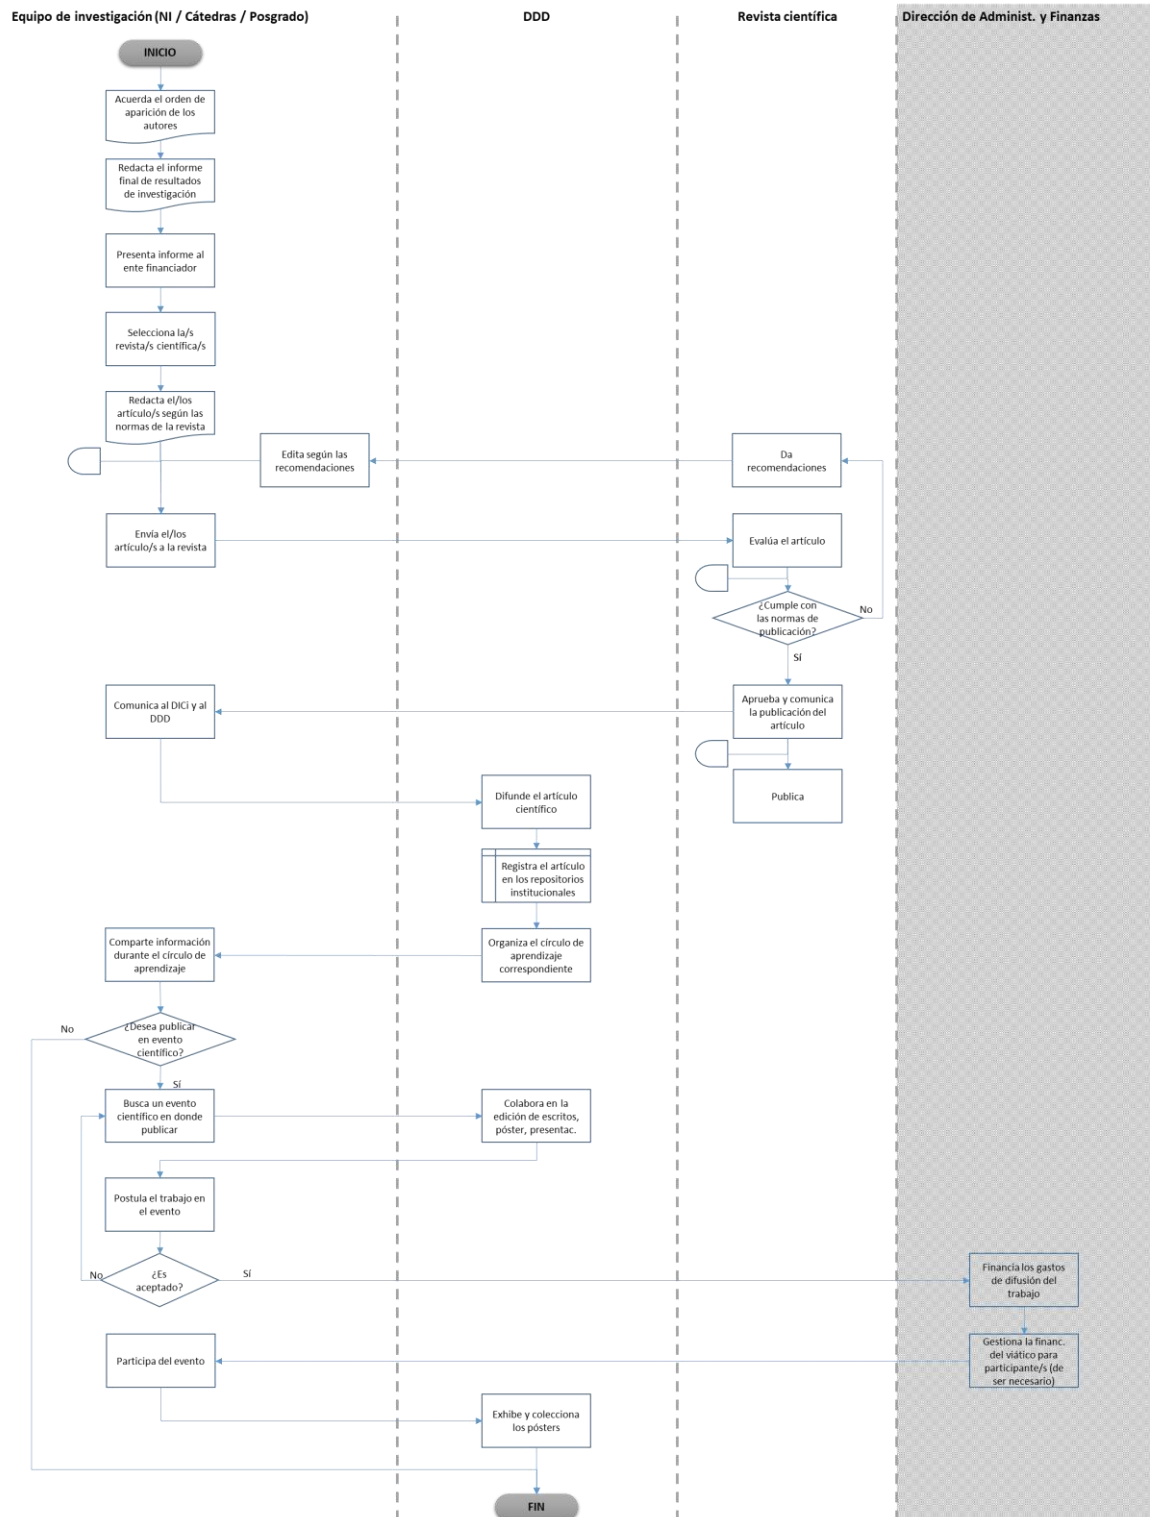 Equipo de investigación (NI / Cátedras / Posgrado)
DDD
Revista científica
Dirección de Administ. y Finanzas
INICIO
Acuerda el orden de
aparición de los
autores
Redacta el informe
final de resultados
de investigación
Presenta informe al
ente financiador
Selecciona la/s
revista/s científica/s
Redacta el/los
artículo/s según las
normas de la revista
Edita según las
recomendaciones
Da
recomendaciones
Envía el/los
artículo/s a la revista
Evalúa el artículo
¿Cumple con
las normas de
publicación?
No
Sí
Comunica al DICi y al
DDD
Aprueba y comunica
la publicación del
artículo
Publica
Difunde el artículo
científico
Registra el artículo
en los repositorios
institucionales
Comparte información
durante el círculo de
aprendizaje
Organiza el círculo de
aprendizaje
correspondiente
No
¿Desea publicar
en evento
científico?
Sí
Busca un evento
científico en donde
publicar
Colabora en la
edición de escritos,
póster, presentac.
Postula el trabajo en
el evento
No
¿Es
aceptado?
Sí
Financia los gastos
de difusión del
trabajo
Participa del evento
Gestiona la financ.
del viático para
participante/s (de
ser necesario)
Exhibe y colecciona
los pósters
FIN